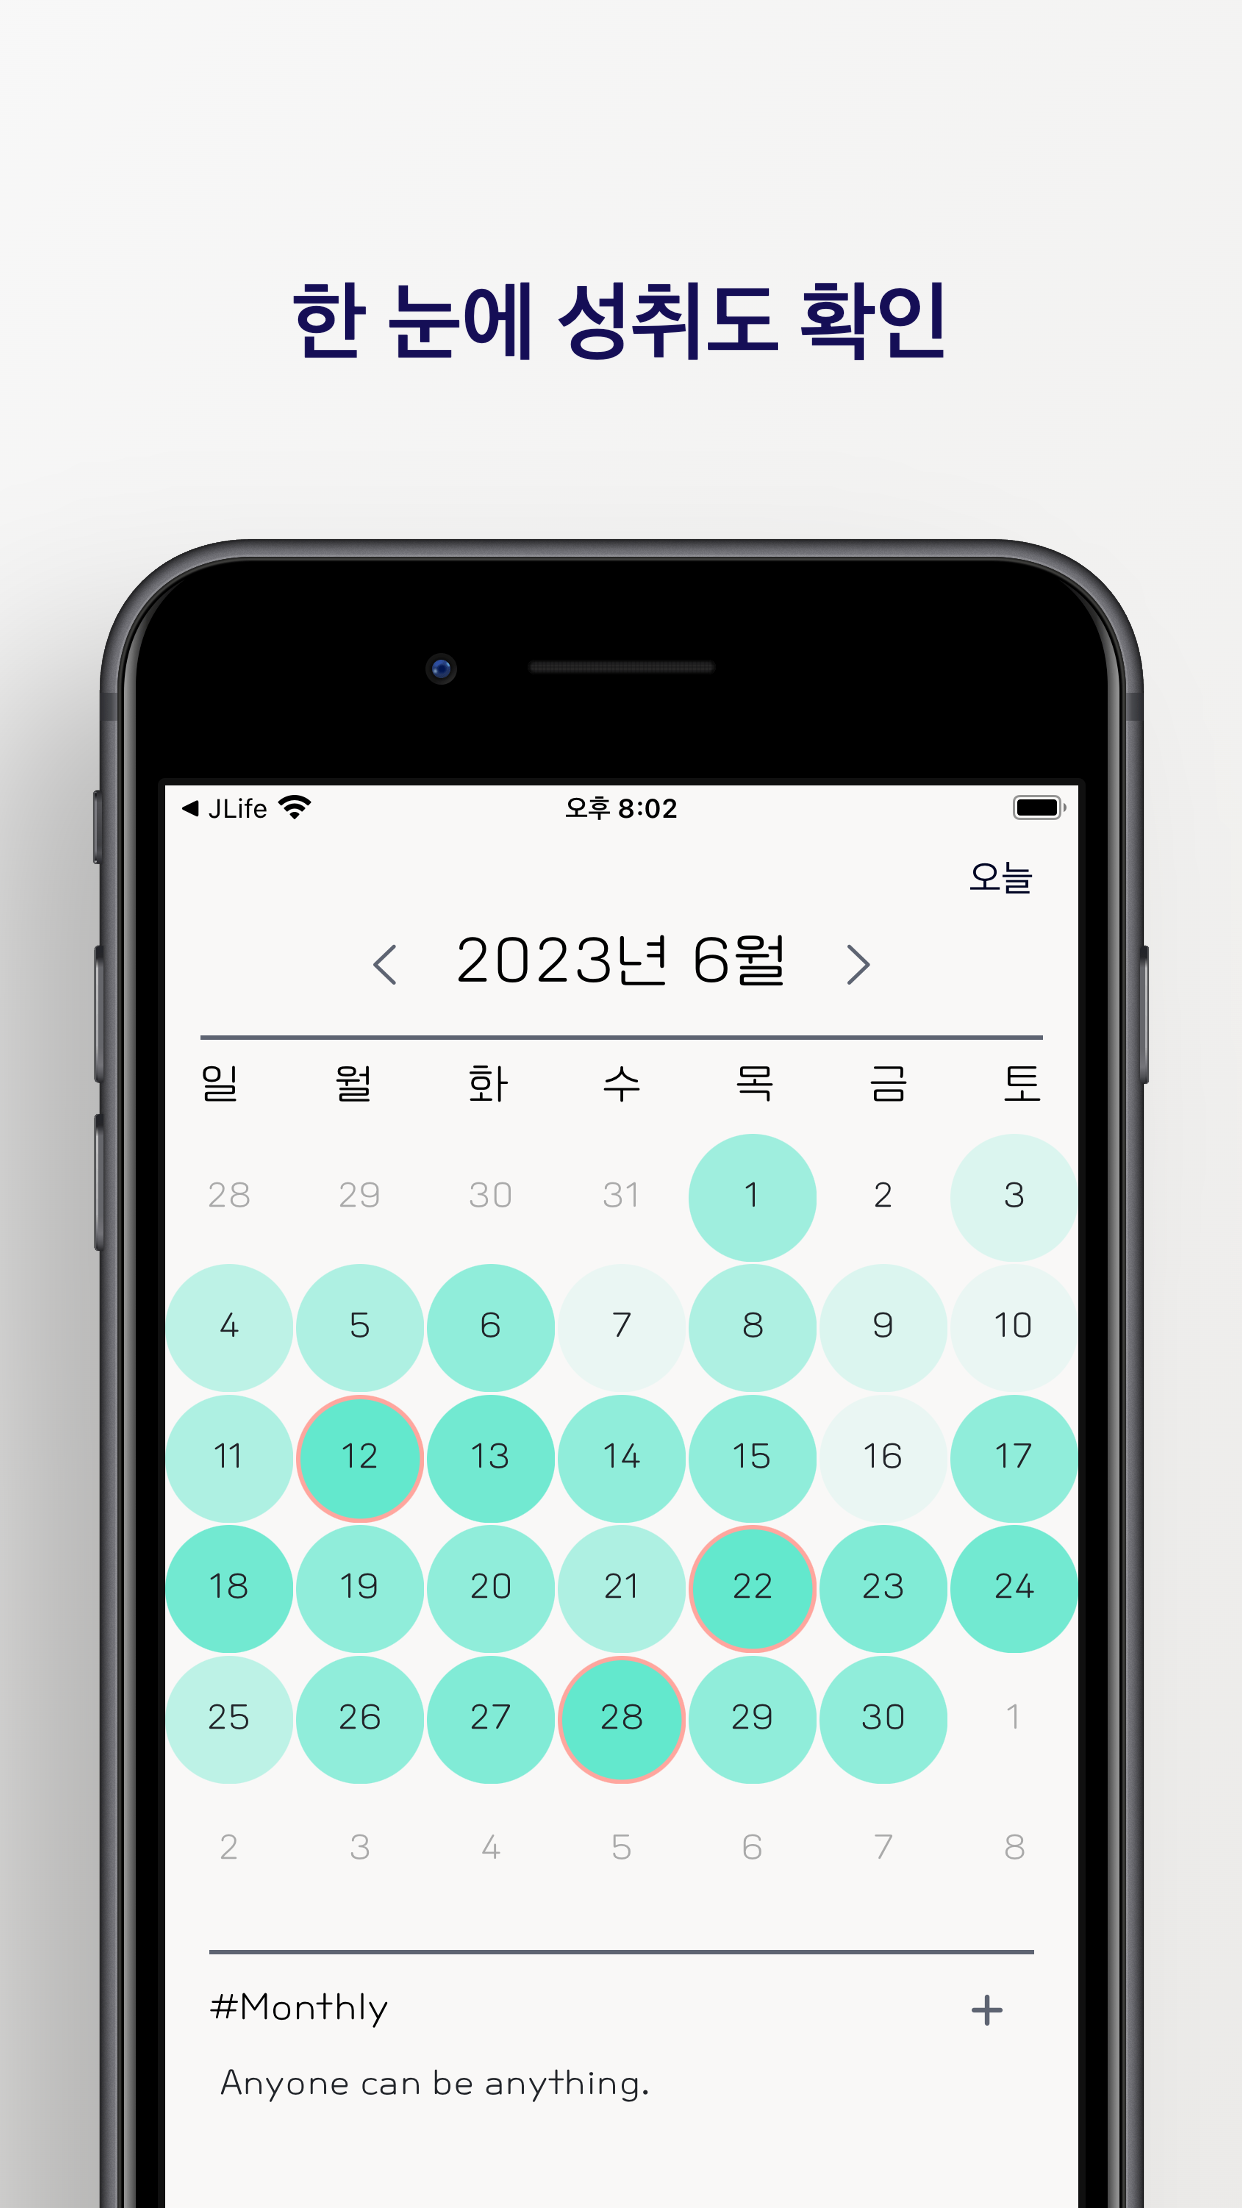 한 눈에 성취도 확인
◀ JLife 오후 8:02
오늘
< 2023년 6월 >
일 월 화 수 목 금 토
28 29 30 31 1 2 3
4 5 6 7 8 9 10
11 12 13 14 15 16 17
18 19 20 21 22 23 24
25 26 27 28 29 30 1
2 3 4 5 6 7 8
#Monthly +
Anyone can be anything.